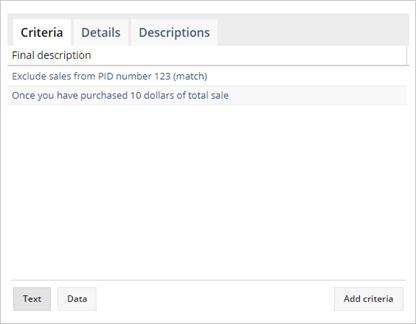 Criteria Details Descriptions
Final description
Exclude sales from PID number 123 (match)
Once you have purchased 10 dollars of total sale
Text Data Add criteria